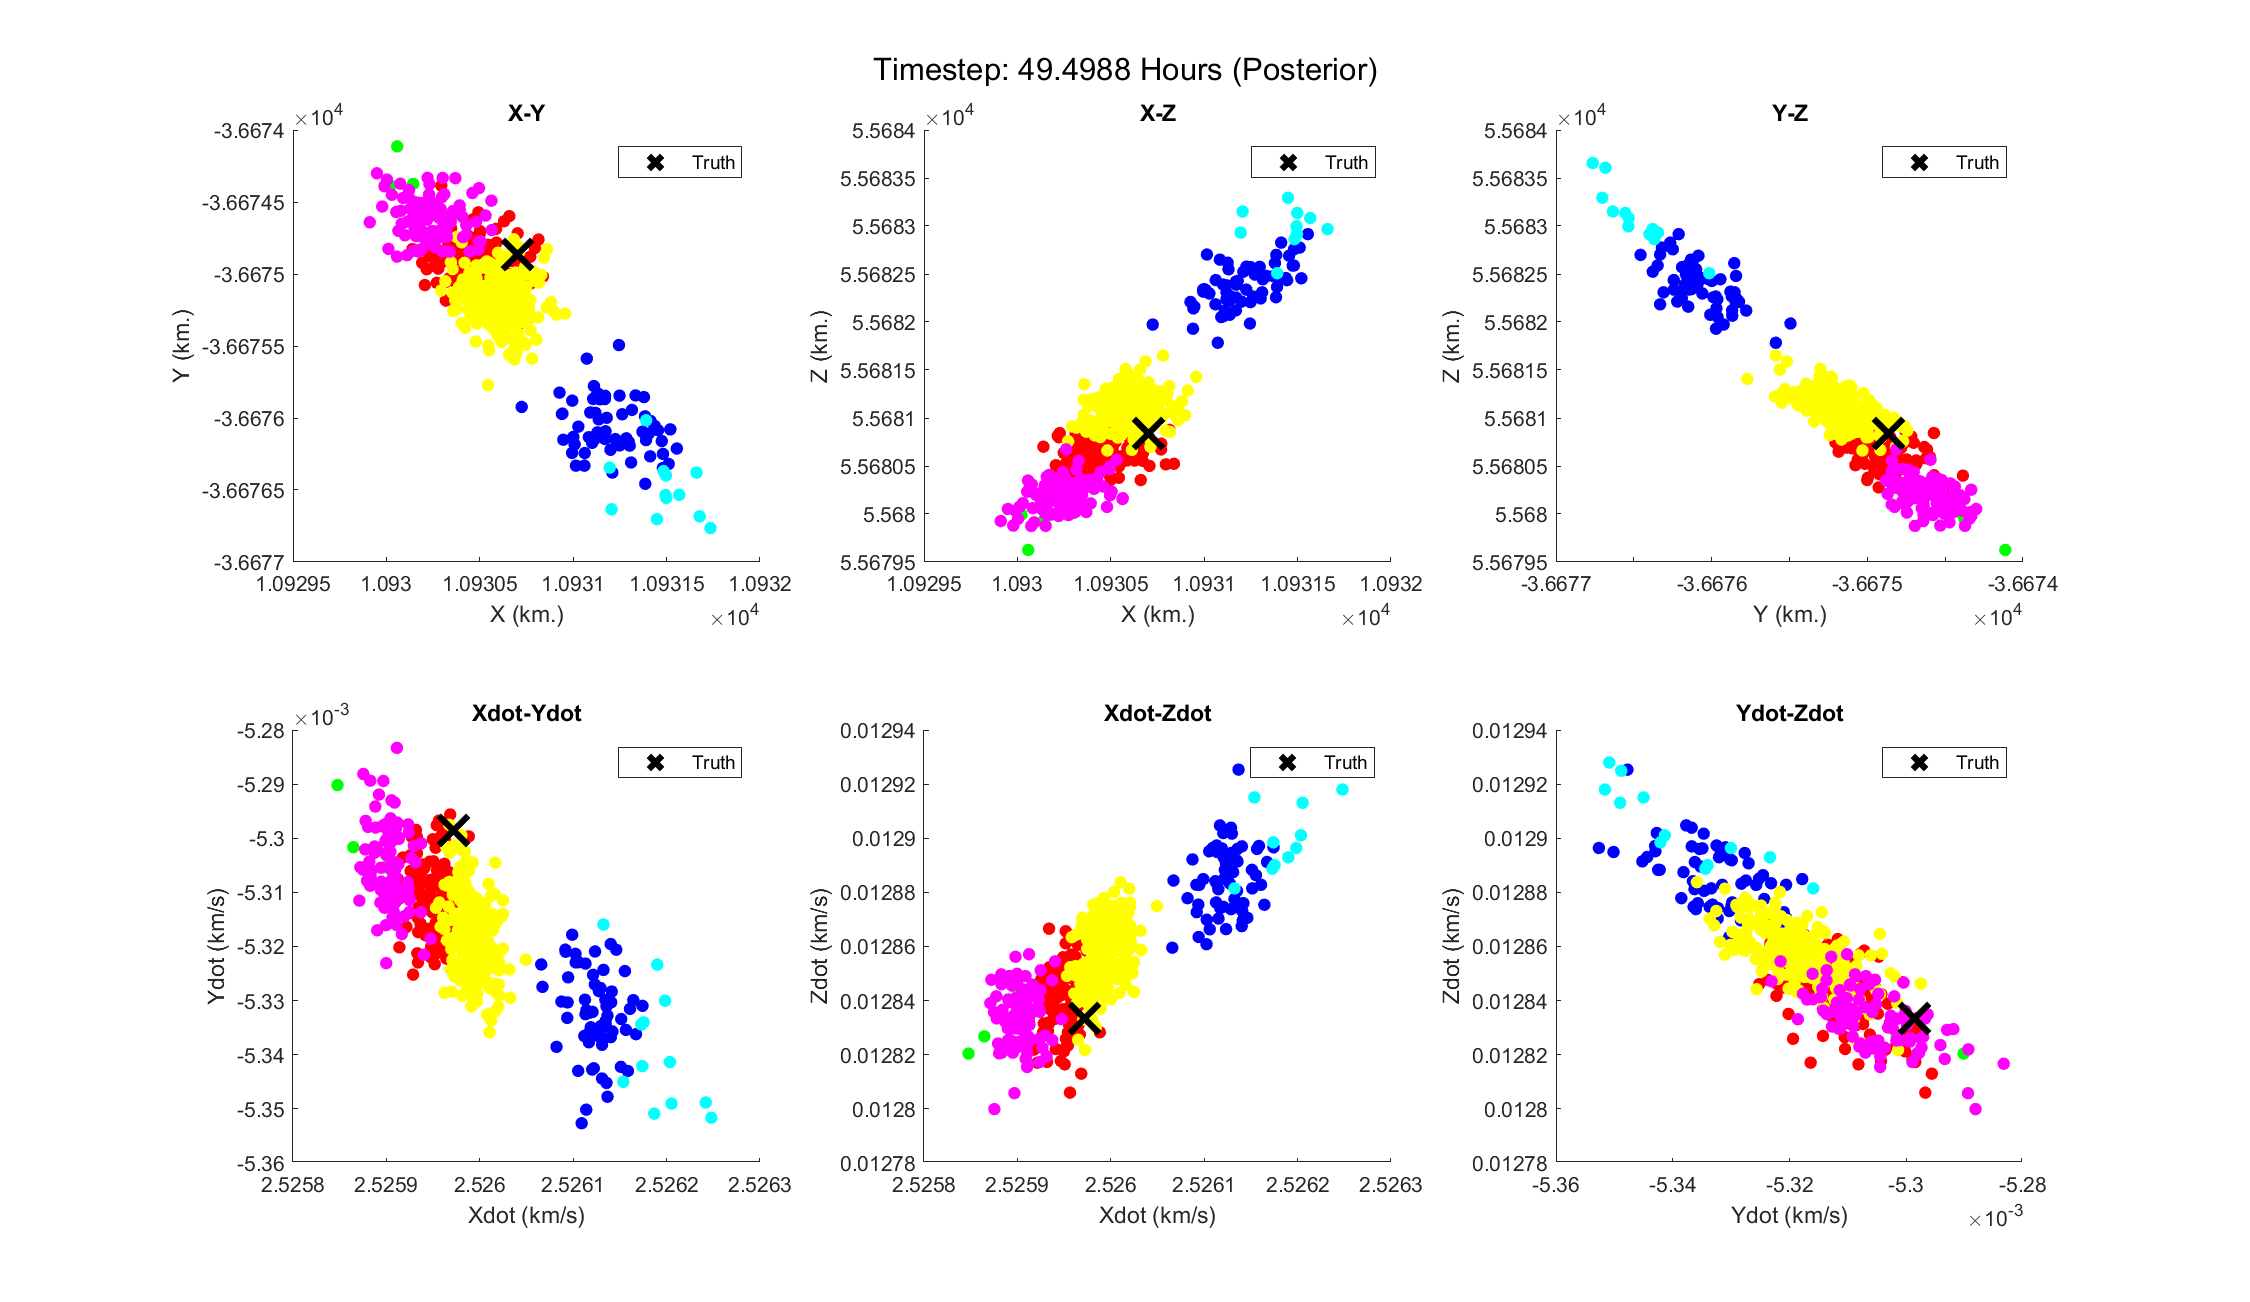 Timestep: 49.4988 Hours (Posterior)
X-Y
×10^4
-3.6674
-3.66745
-3.6675
-3.66755
-3.6676
-3.66765
-3.6677
Y (km.)
Truth
1.09295 1.093 1.09305 1.0931 1.09315 1.0932
X (km.)
×10^4
X-Z
×10^4
5.5684
5.56835
5.5683
5.56825
5.5682
5.56815
5.5681
5.56805
5.568
5.56795
Z (km.)
Truth
1.09295 1.093 1.09305 1.0931 1.09315 1.0932
X (km.)
×10^4
Y-Z
×10^4
5.5684
5.56835
5.5683
5.56825
5.5682
5.56815
5.5681
5.56805
5.568
5.56795
Z (km.)
Truth
-3.6677 -3.6676 -3.6675 -3.6674
Y (km.)
×10^4
Xdot-Ydot
×10^-3
-5.28
-5.29
-5.3
-5.31
-5.32
-5.33
-5.34
-5.35
-5.36
Ydot (km/s)
Truth
2.5258 2.5259 2.526 2.5261 2.5262 2.5263
Xdot (km/s)
Xdot-Zdot
0.01294
0.01292
0.0129
0.01288
0.01286
0.01284
0.01282
0.0128
0.01278
Zdot (km/s)
Truth
2.5258 2.5259 2.526 2.5261 2.5262 2.5263
Xdot (km/s)
Ydot-Zdot
0.01294
0.01292
0.0129
0.01288
0.01286
0.01284
0.01282
0.0128
0.01278
Zdot (km/s)
Truth
-5.36 -5.34 -5.32 -5.3 -5.28
Ydot (km/s)
×10^-3